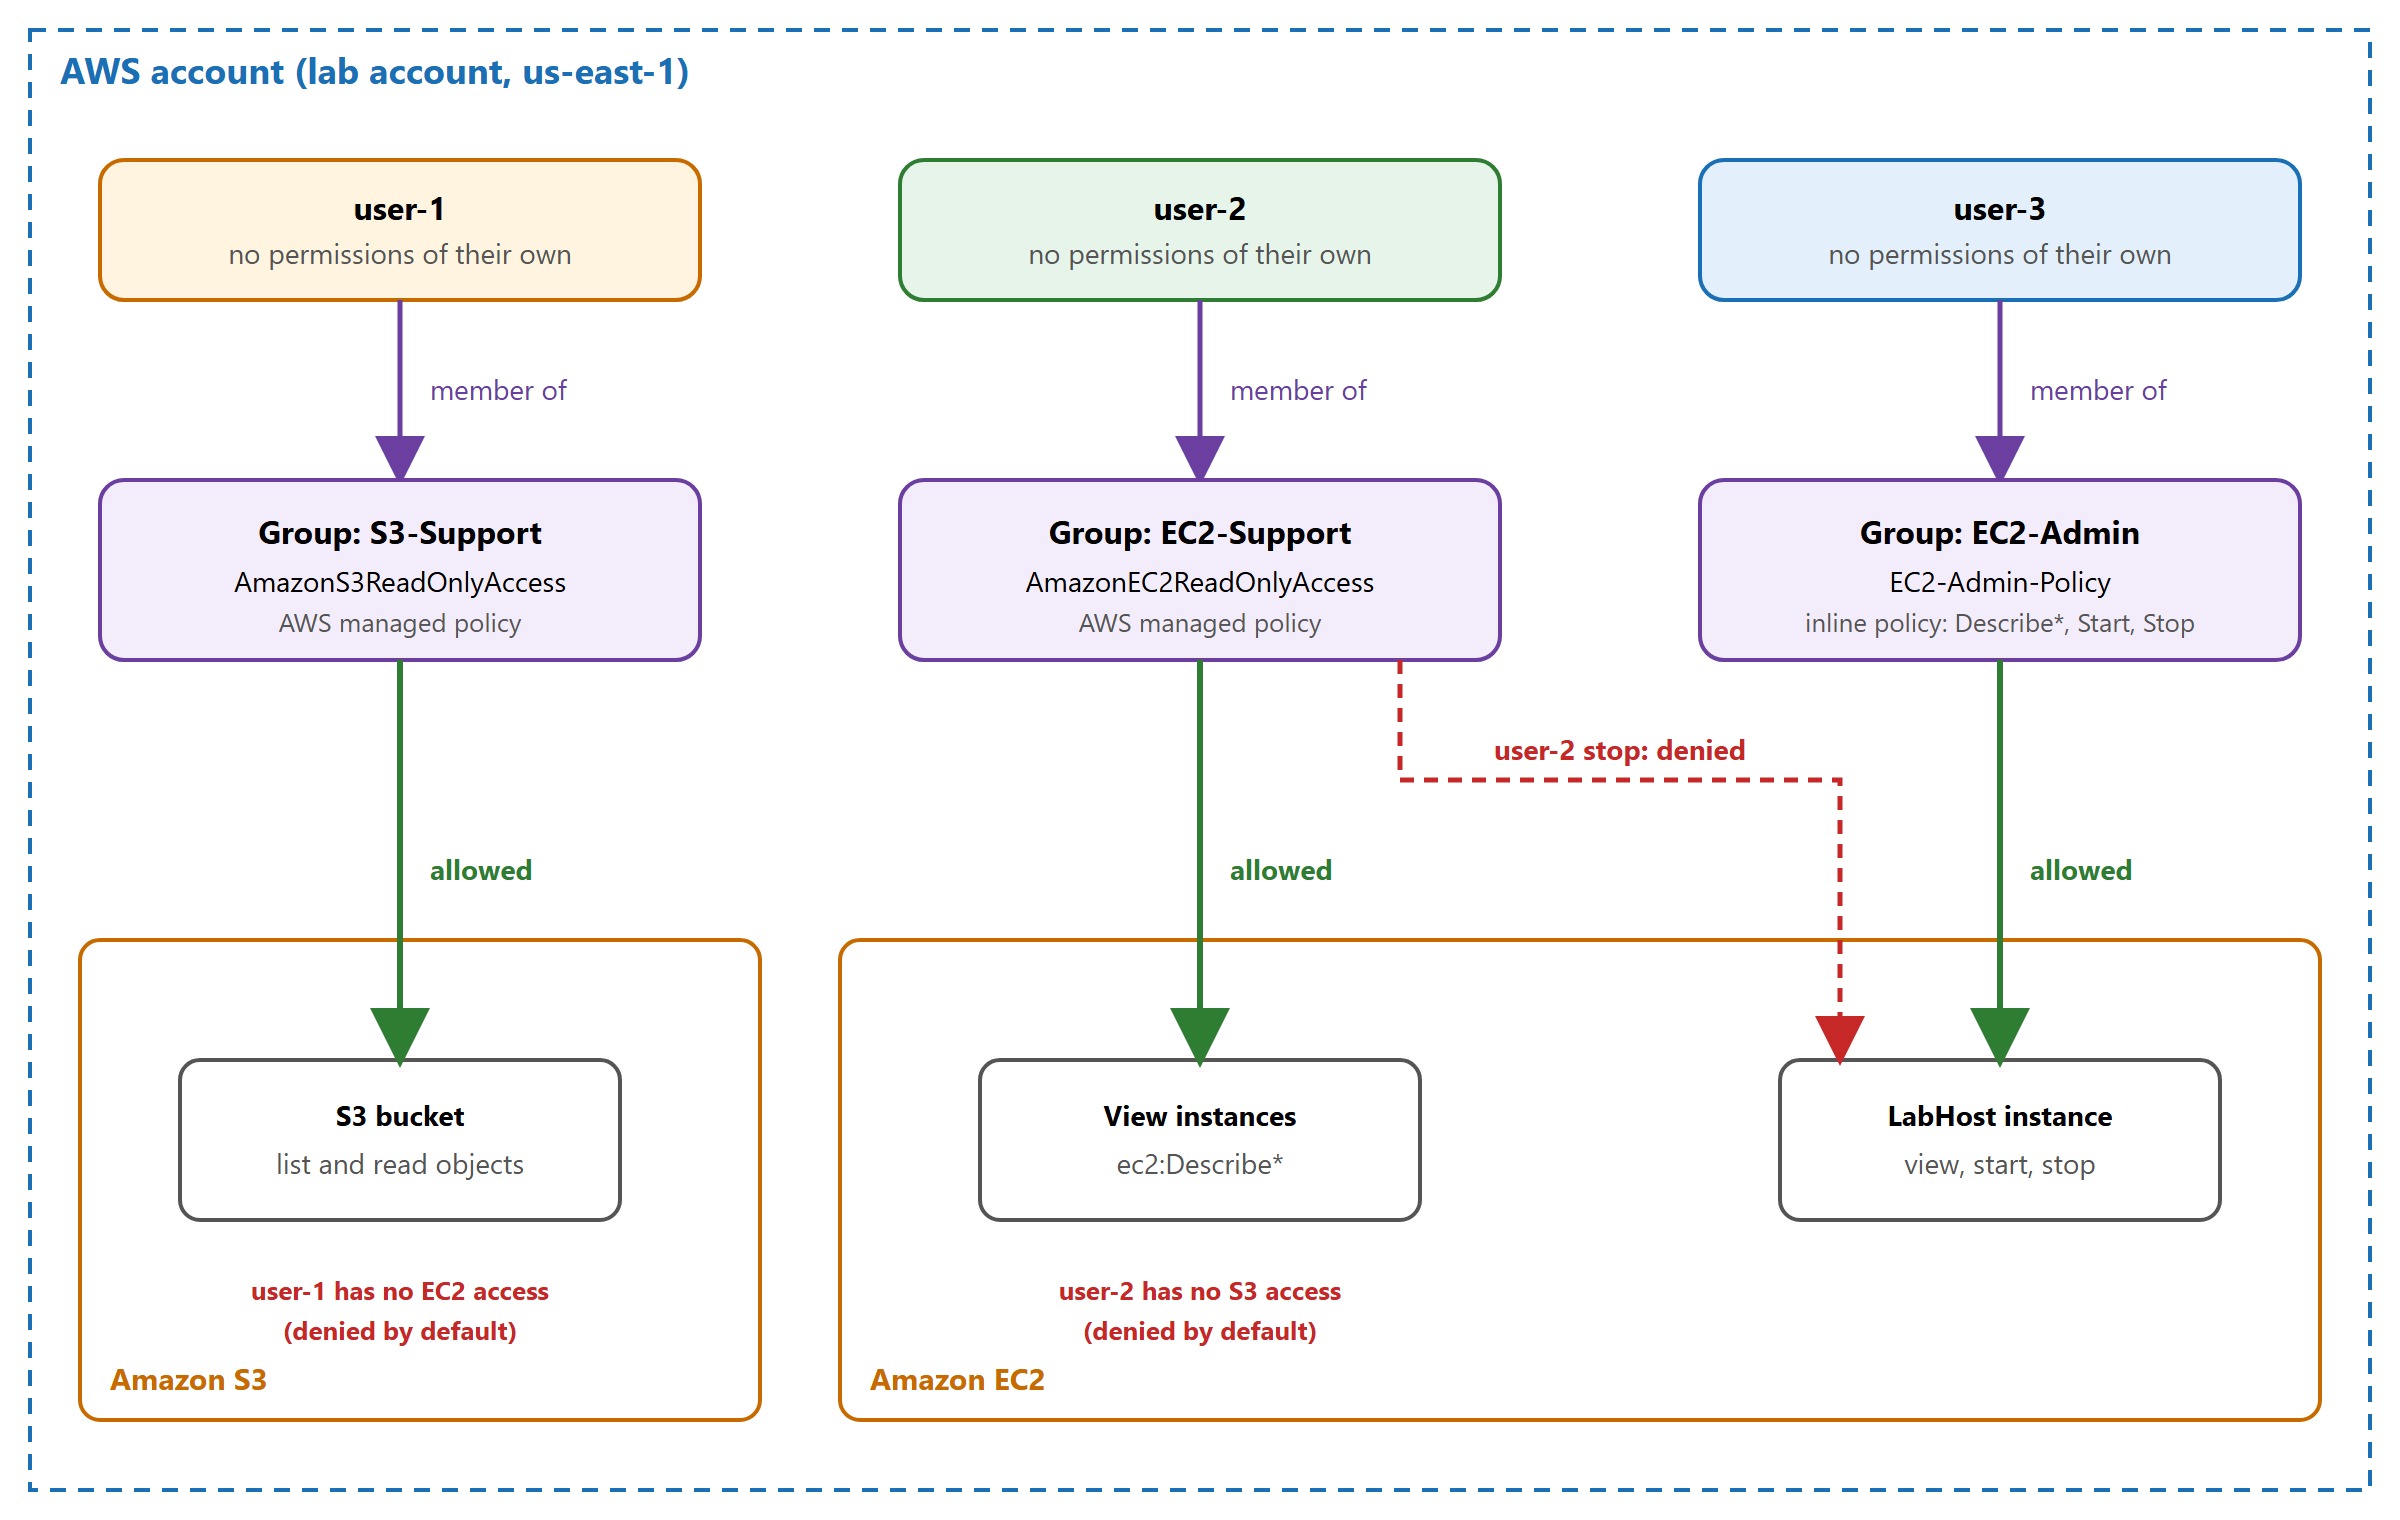 AWS account (lab account, us-east-1)
user-1
no permissions of their own
user-2
no permissions of their own
user-3
no permissions of their own
member of
member of
member of
Group: S3-Support
AmazonS3ReadOnlyAccess
AWS managed policy
Group: EC2-Support
AmazonEC2ReadOnlyAccess
AWS managed policy
Group: EC2-Admin
EC2-Admin-Policy
inline policy: Describe*, Start, Stop
user-2 stop: denied
allowed
allowed
allowed
S3 bucket
list and read objects
View instances
ec2:Describe*
LabHost instance
view, start, stop
user-1 has no EC2 access
(denied by default)
user-2 has no S3 access
(denied by default)
Amazon S3
Amazon EC2